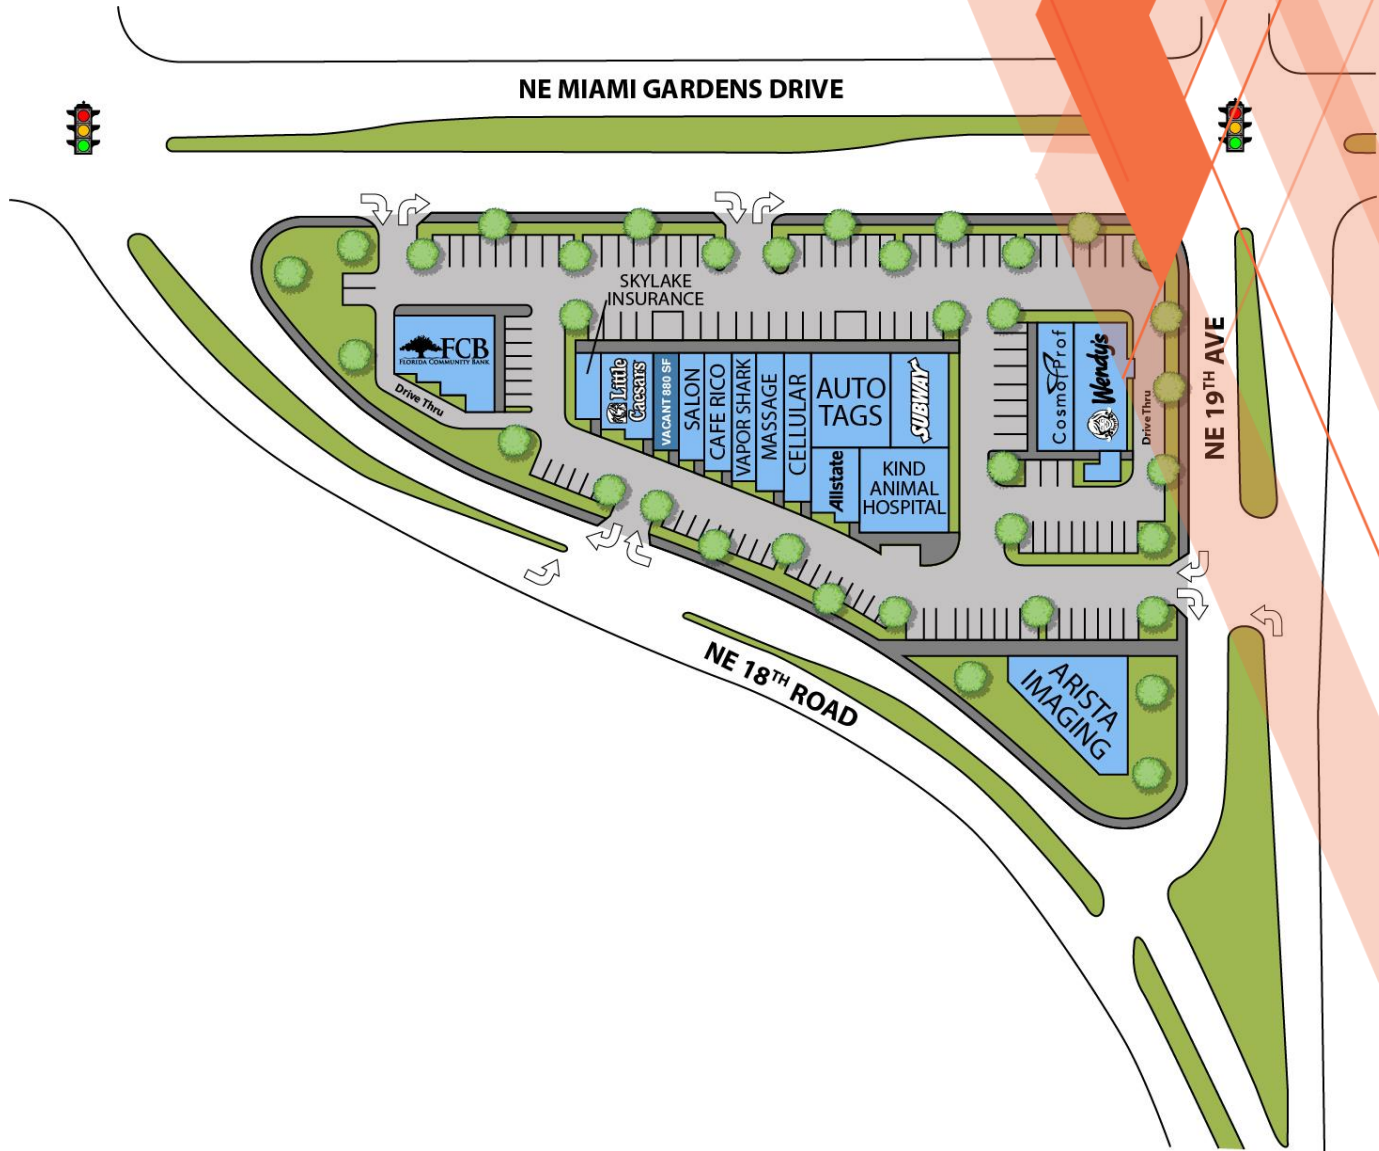 NE MIAMI GARDENS DRIVE
SKYLAKE
INSURANCE
FCB
FLORIDA COMMUNITY BANK
Drive Thru
Little
Caesars
VACANT 880 SF
SALON
CAFE RICO
VAPOR SHARK
MASSAGE
CELLULAR
AUTO
TAGS
SUBWAY
Allstate
KIND
ANIMAL
HOSPITAL
CosmoProf
Wendy's
Drive Thru
NE 19TH AVE
NE 18TH ROAD
ARISTA
IMAGING